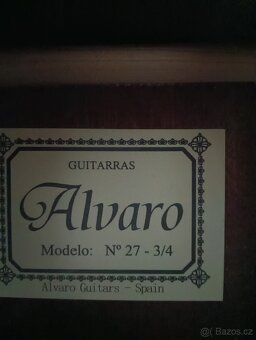 GUITARRAS
Alvaro
Modelo: Nº 27 - 3/4
Alvaro Guitars - Spain
© Bazos.cz